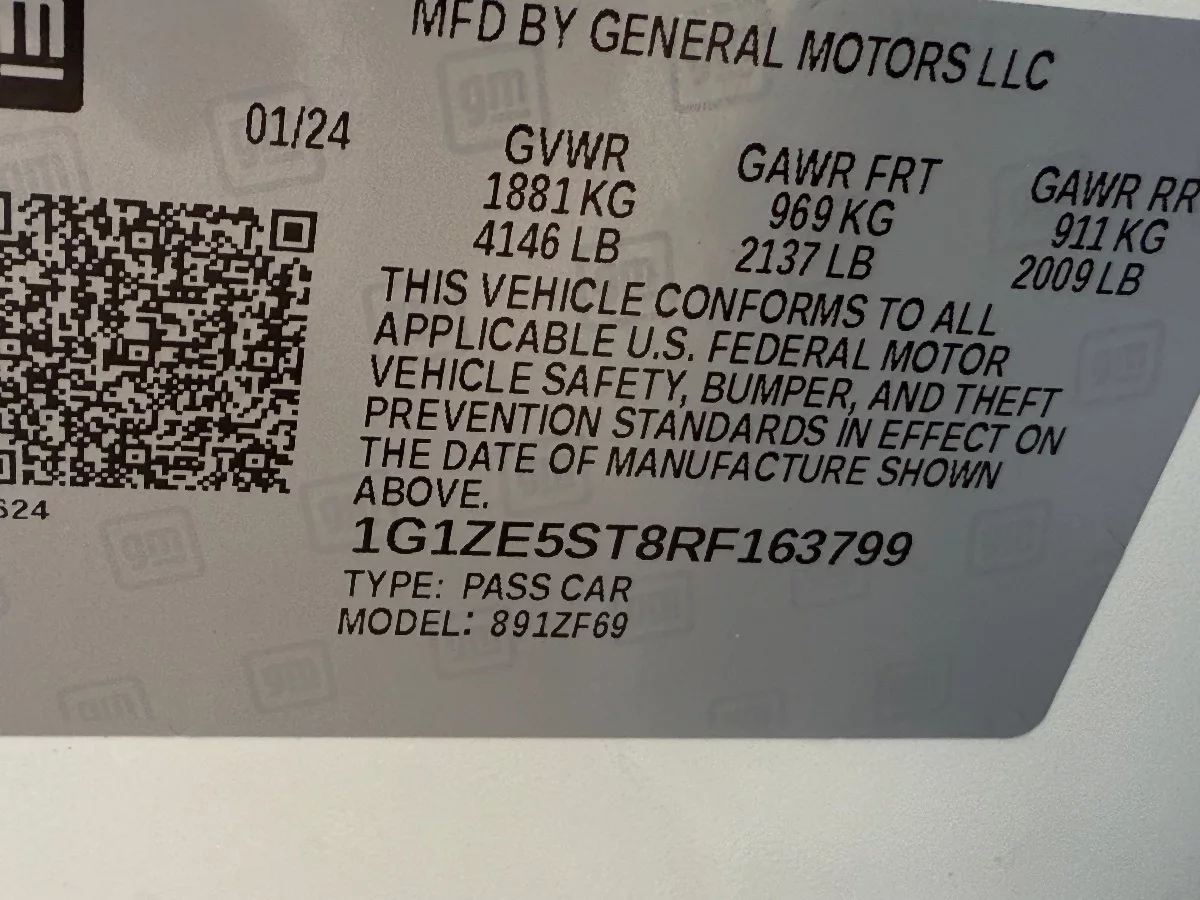 MFD BY GENERAL MOTORS LLC
01/24
GVWR
1881 KG
4146 LB
GAWR FRT
969 KG
2137 LB
GAWR RR
911 KG
2009 LB
THIS VEHICLE CONFORMS TO ALL
APPLICABLE U.S. FEDERAL MOTOR
VEHICLE SAFETY, BUMPER, AND THEFT
PREVENTION STANDARDS IN EFFECT ON
THE DATE OF MANUFACTURE SHOWN
ABOVE.
1G1ZE5ST8RF163799
TYPE: PASS CAR
MODEL: 891ZF69
624
gm